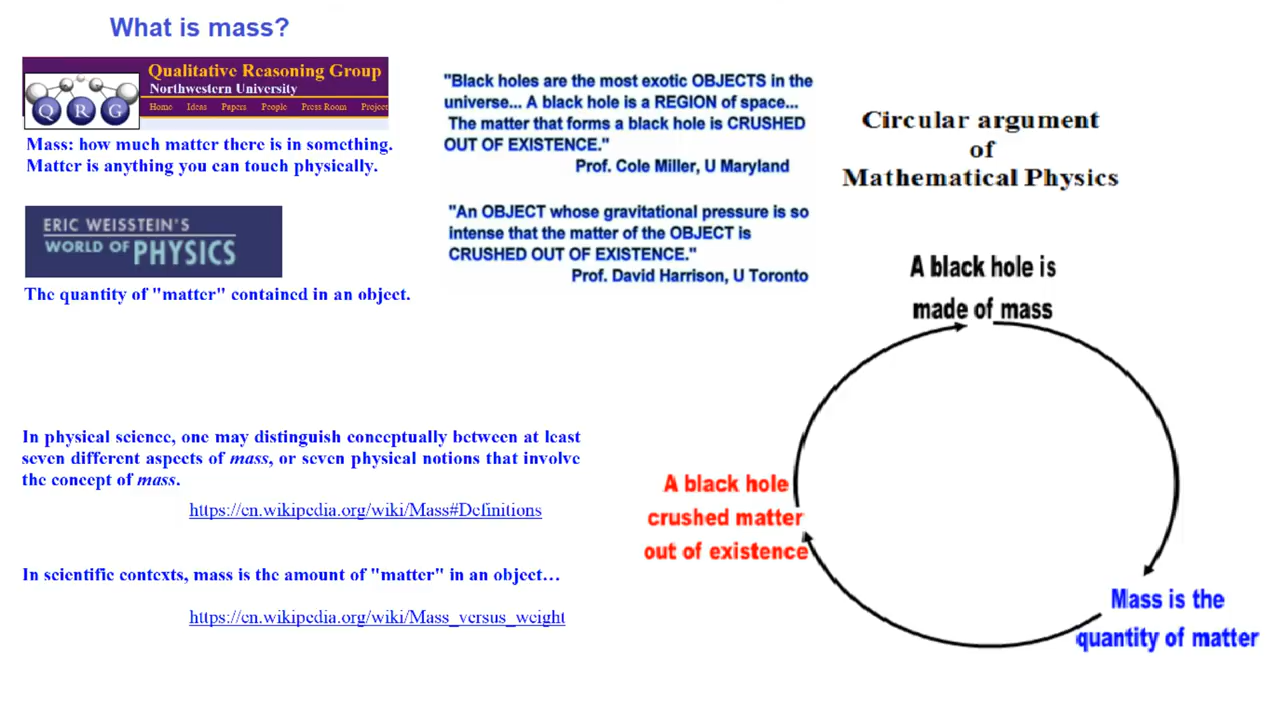 What is mass?
Qualitative Reasoning Group
Northwestern University
Home Ideas Papers People Press Room Project
Q R G
Mass: how much matter there is in something.
Matter is anything you can touch physically.
ERIC WEISSTEIN'S
WORLD OF PHYSICS
The quantity of "matter" contained in an object.
"Black holes are the most exotic OBJECTS in the
universe... A black hole is a REGION of space...
The matter that forms a black hole is CRUSHED
OUT OF EXISTENCE."
Prof. Cole Miller, U Maryland
"An OBJECT whose gravitational pressure is so
intense that the matter of the OBJECT is
CRUSHED OUT OF EXISTENCE."
Prof. David Harrison, U Toronto
In physical science, one may distinguish conceptually between at least
seven different aspects of mass, or seven physical notions that involve
the concept of mass.
https://en.wikipedia.org/wiki/Mass#Definitions
In scientific contexts, mass is the amount of "matter" in an object…
https://en.wikipedia.org/wiki/Mass_versus_weight
Circular argument
of
Mathematical Physics
A black hole is
made of mass
Mass is the
quantity of matter
A black hole
crushed matter
out of existence